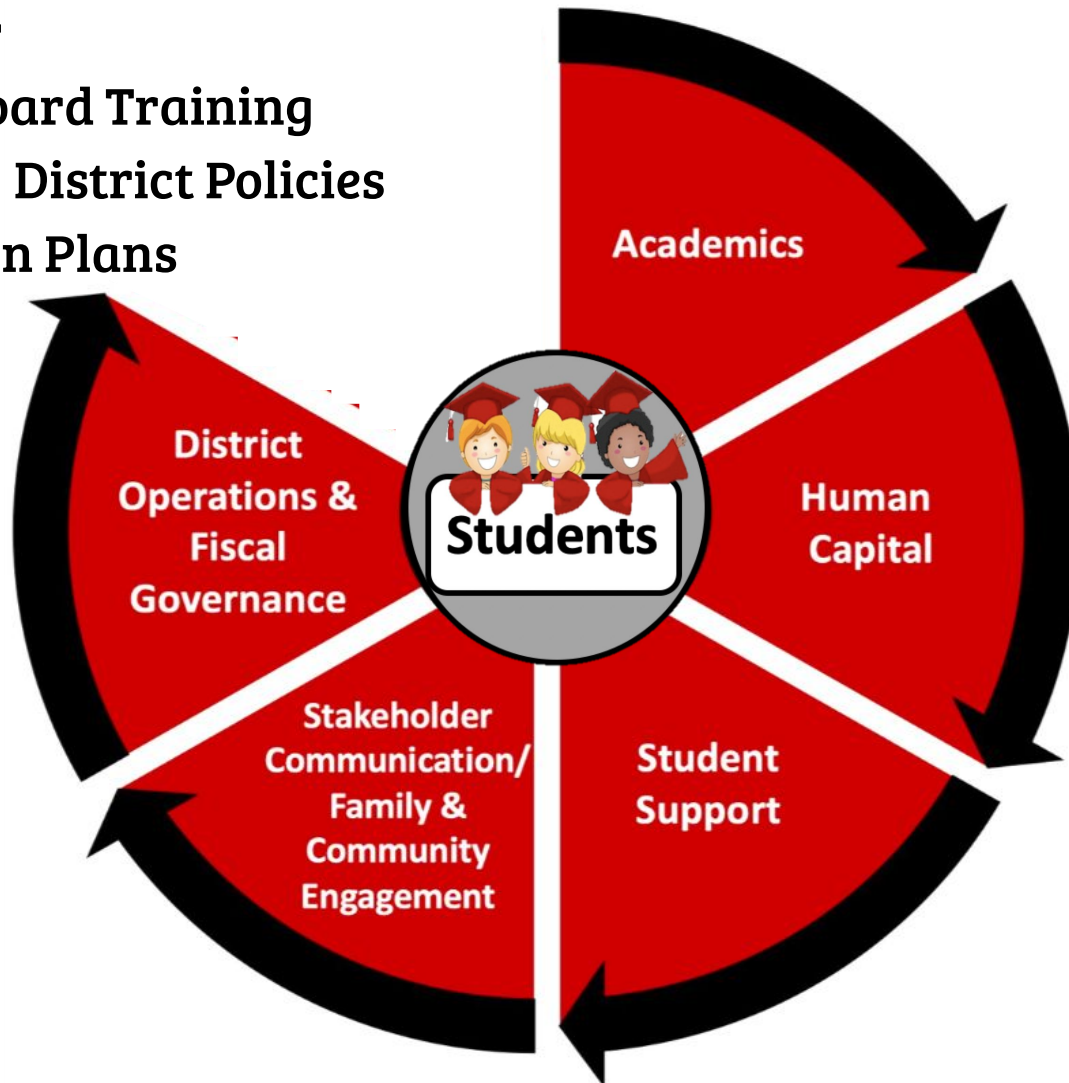 Training
District Policies
Plans
Academics
Human
Capital
Student
Support
Stakeholder
Communication/
Family &
Community
Engagement
District
Operations &
Fiscal
Governance
Students